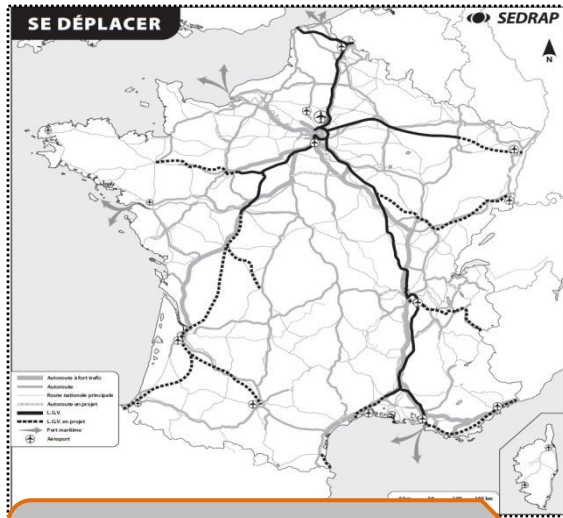 SE DÉPLACER
SEDRAP
N
Autoroute à fort trafic
Autoroute
Route nationale principale
Autoroute en projet
L.G.V.
L.G.V. en projet
Port maritime
Aéroport